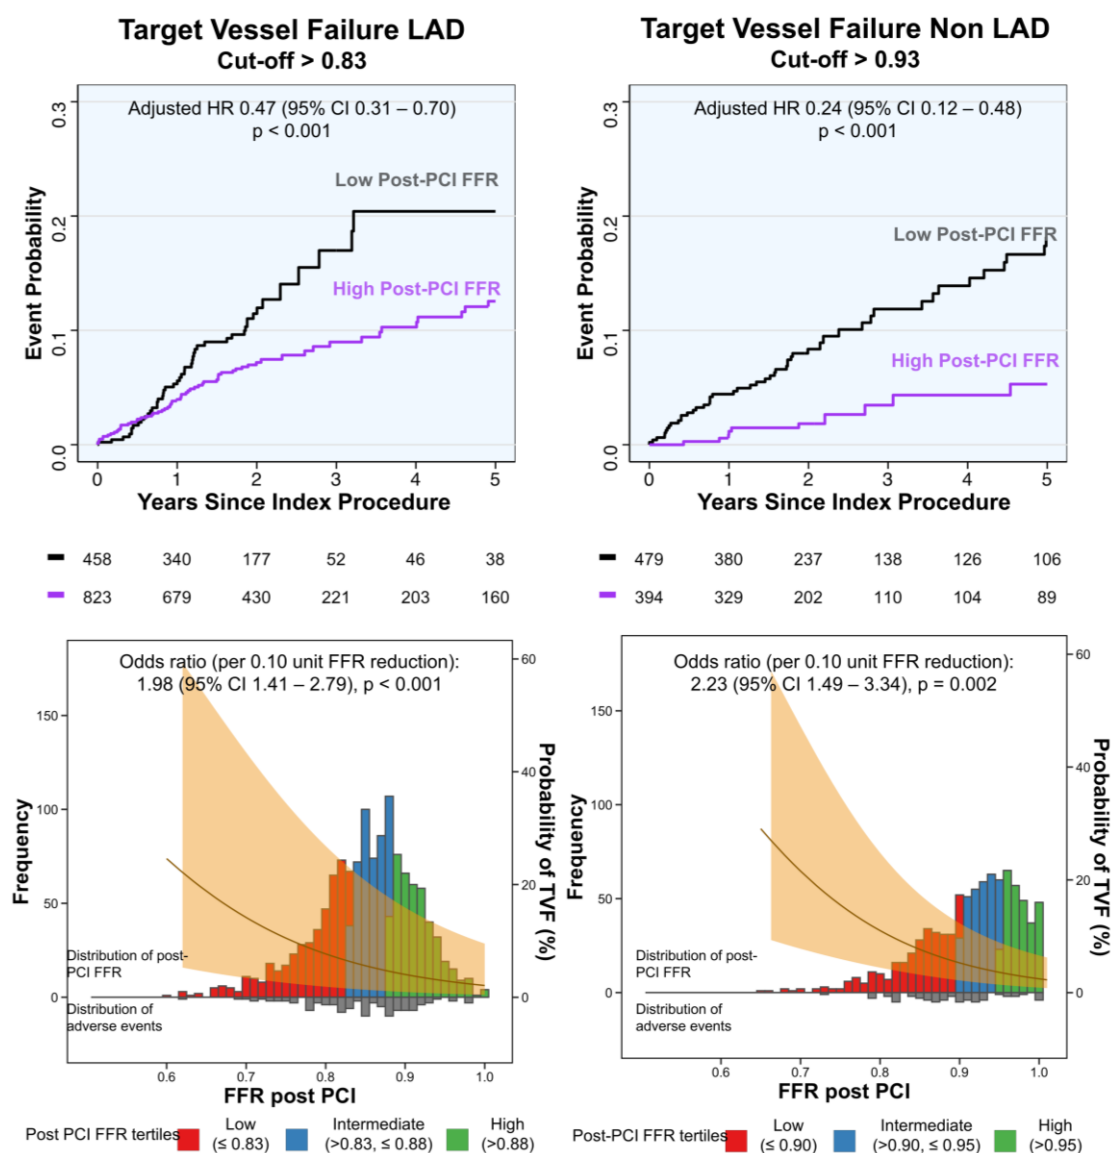 Target Vessel Failure LAD
Cut-off > 0.83
Adjusted HR 0.47 (95% CI 0.31 – 0.70)
p < 0.001
Low Post-PCI FFR
High Post-PCI FFR
Event Probability
0.3
0.2
0.1
0.0
0 1 2 3 4 5
Years Since Index Procedure
458 340 177 52 46 38
823 679 430 221 203 160
Target Vessel Failure Non LAD
Cut-off > 0.93
Adjusted HR 0.24 (95% CI 0.12 – 0.48)
p < 0.001
Low Post-PCI FFR
High Post-PCI FFR
Event Probability
0.3
0.2
0.1
0.0
0 1 2 3 4 5
Years Since Index Procedure
479 380 237 138 126 106
394 329 202 110 104 89
Odds ratio (per 0.10 unit FFR reduction):
1.98 (95% CI 1.41 – 2.79), p < 0.001
Frequency
150
100
50
0
Probability of TVF (%)
60
40
20
0
Distribution of post-
PCI FFR
Distribution of
adverse events
0.6 0.7 0.8 0.9 1.0
FFR post PCI
Post PCI FFR tertiles
Low
(≤ 0.83)
Intermediate
(>0.83, ≤ 0.88)
High
(>0.88)
Odds ratio (per 0.10 unit FFR reduction):
2.23 (95% CI 1.49 – 3.34), p = 0.002
Frequency
150
100
50
0
Probability of TVF (%)
60
40
20
0
Distribution of post-
PCI FFR
Distribution of
adverse events
0.6 0.7 0.8 0.9 1.0
FFR post PCI
Post-PCI FFR tertiles
Low
(≤ 0.90)
Intermediate
(>0.90, ≤ 0.95)
High
(>0.95)